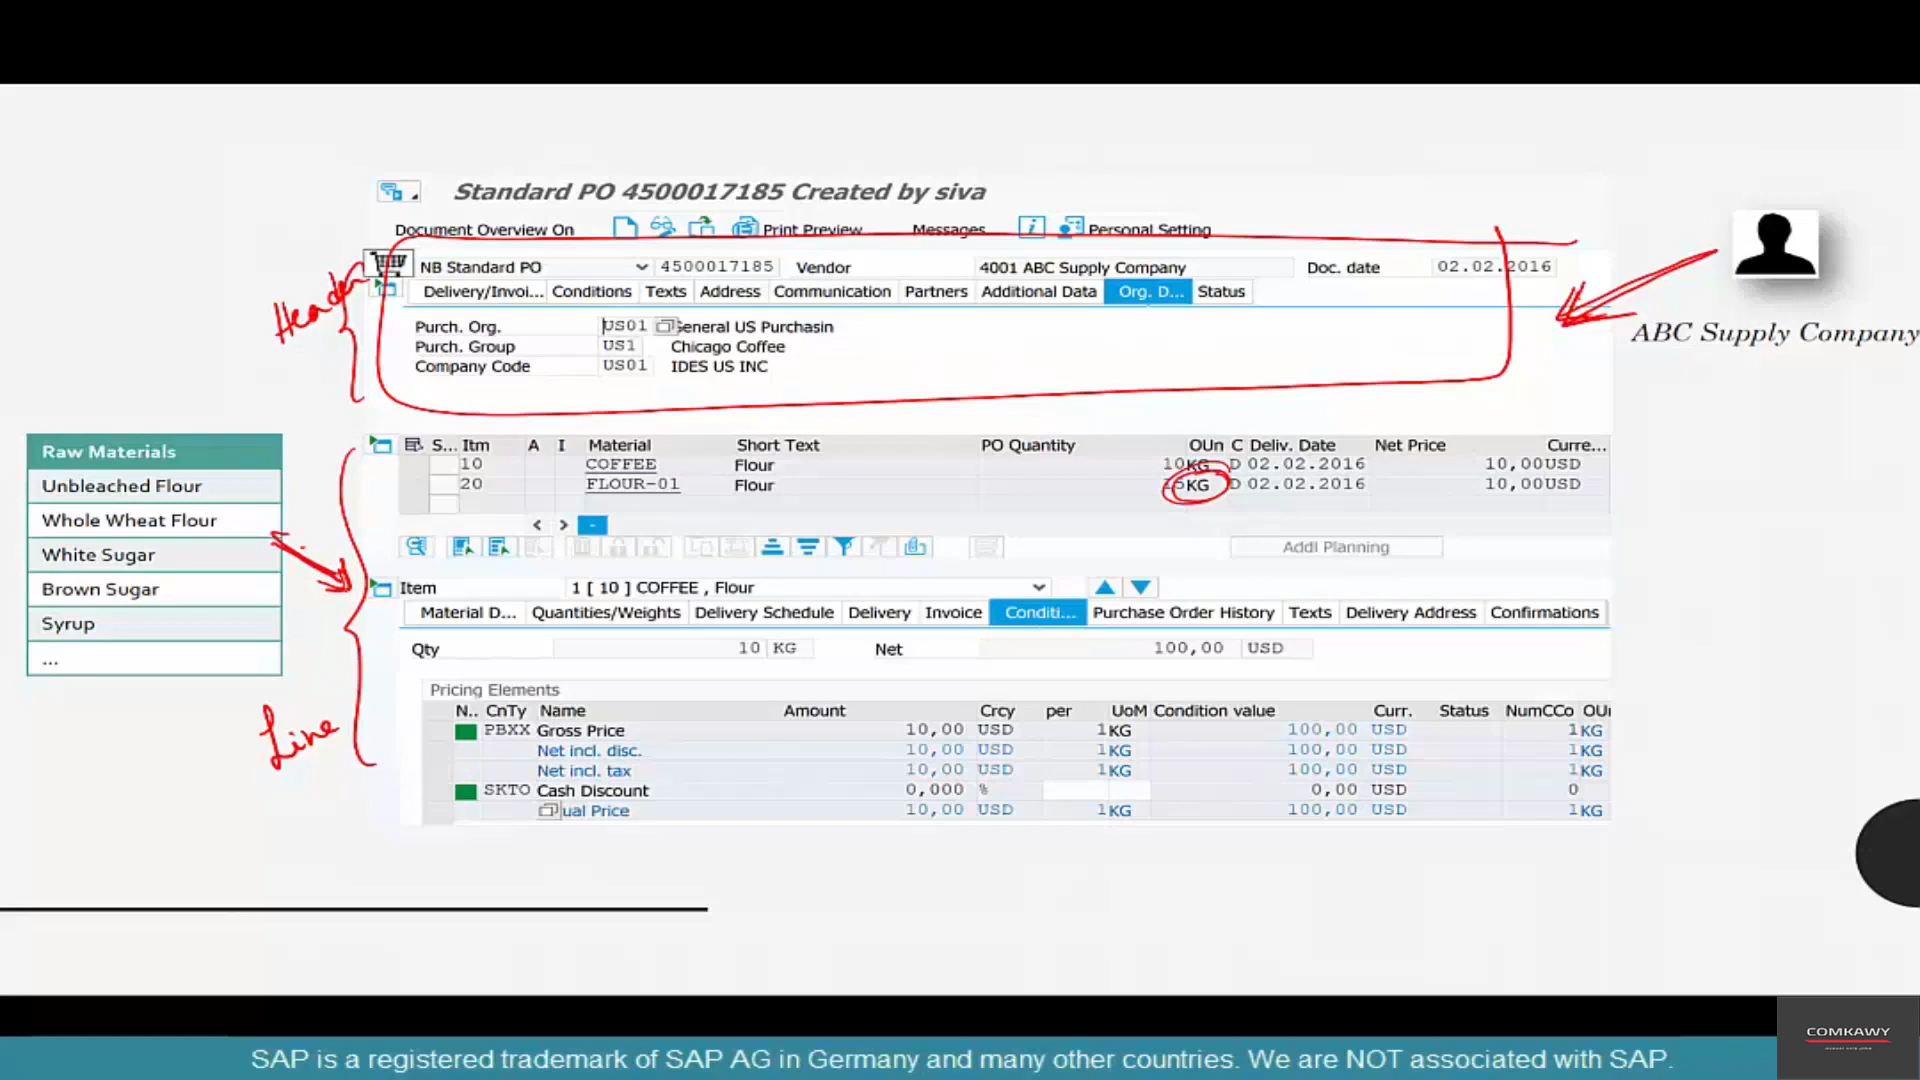 Standard PO 4500017185 Created by siva
Document Overview On Print Preview Messages Personal Setting
NB Standard PO 4500017185 Vendor 4001 ABC Supply Company Doc. date 02.02.2016
Delivery/Invoi... Conditions Texts Address Communication Partners Additional Data Org. D... Status
Header
Purch. Org. US01 General US Purchasin
Purch. Group US1 Chicago Coffee
Company Code US01 IDES US INC
ABC Supply Company
Raw Materials
Unbleached Flour
Whole Wheat Flour
White Sugar
Brown Sugar
Syrup
...
S... Itm A I Material Short Text PO Quantity OUn C Deliv. Date Net Price Curre...
10 COFFEE Flour 10 KG D 02.02.2016 10,00 USD
20 FLOUR-01 Flour 15 KG D 02.02.2016 10,00 USD
Addl Planning
Item 1 [ 10 ] COFFEE , Flour
Material D... Quantities/Weights Delivery Schedule Delivery Invoice Conditi... Purchase Order History Texts Delivery Address Confirmations
Qty 10 KG Net 100,00 USD
Line
Pricing Elements
N.. CnTy Name Amount Crcy per UoM Condition value Curr. Status NumCCo OUn
PBXX Gross Price 10,00 USD 1 KG 100,00 USD 1 KG
Net incl. disc. 10,00 USD 1 KG 100,00 USD 1 KG
Net incl. tax 10,00 USD 1 KG 100,00 USD 1 KG
SKTO Cash Discount 0,000 % 0,00 USD 0
ual Price 10,00 USD 1 KG 100,00 USD 1 KG
COMKAWY
SAP is a registered trademark of SAP AG in Germany and many other countries. We are NOT associated with SAP.